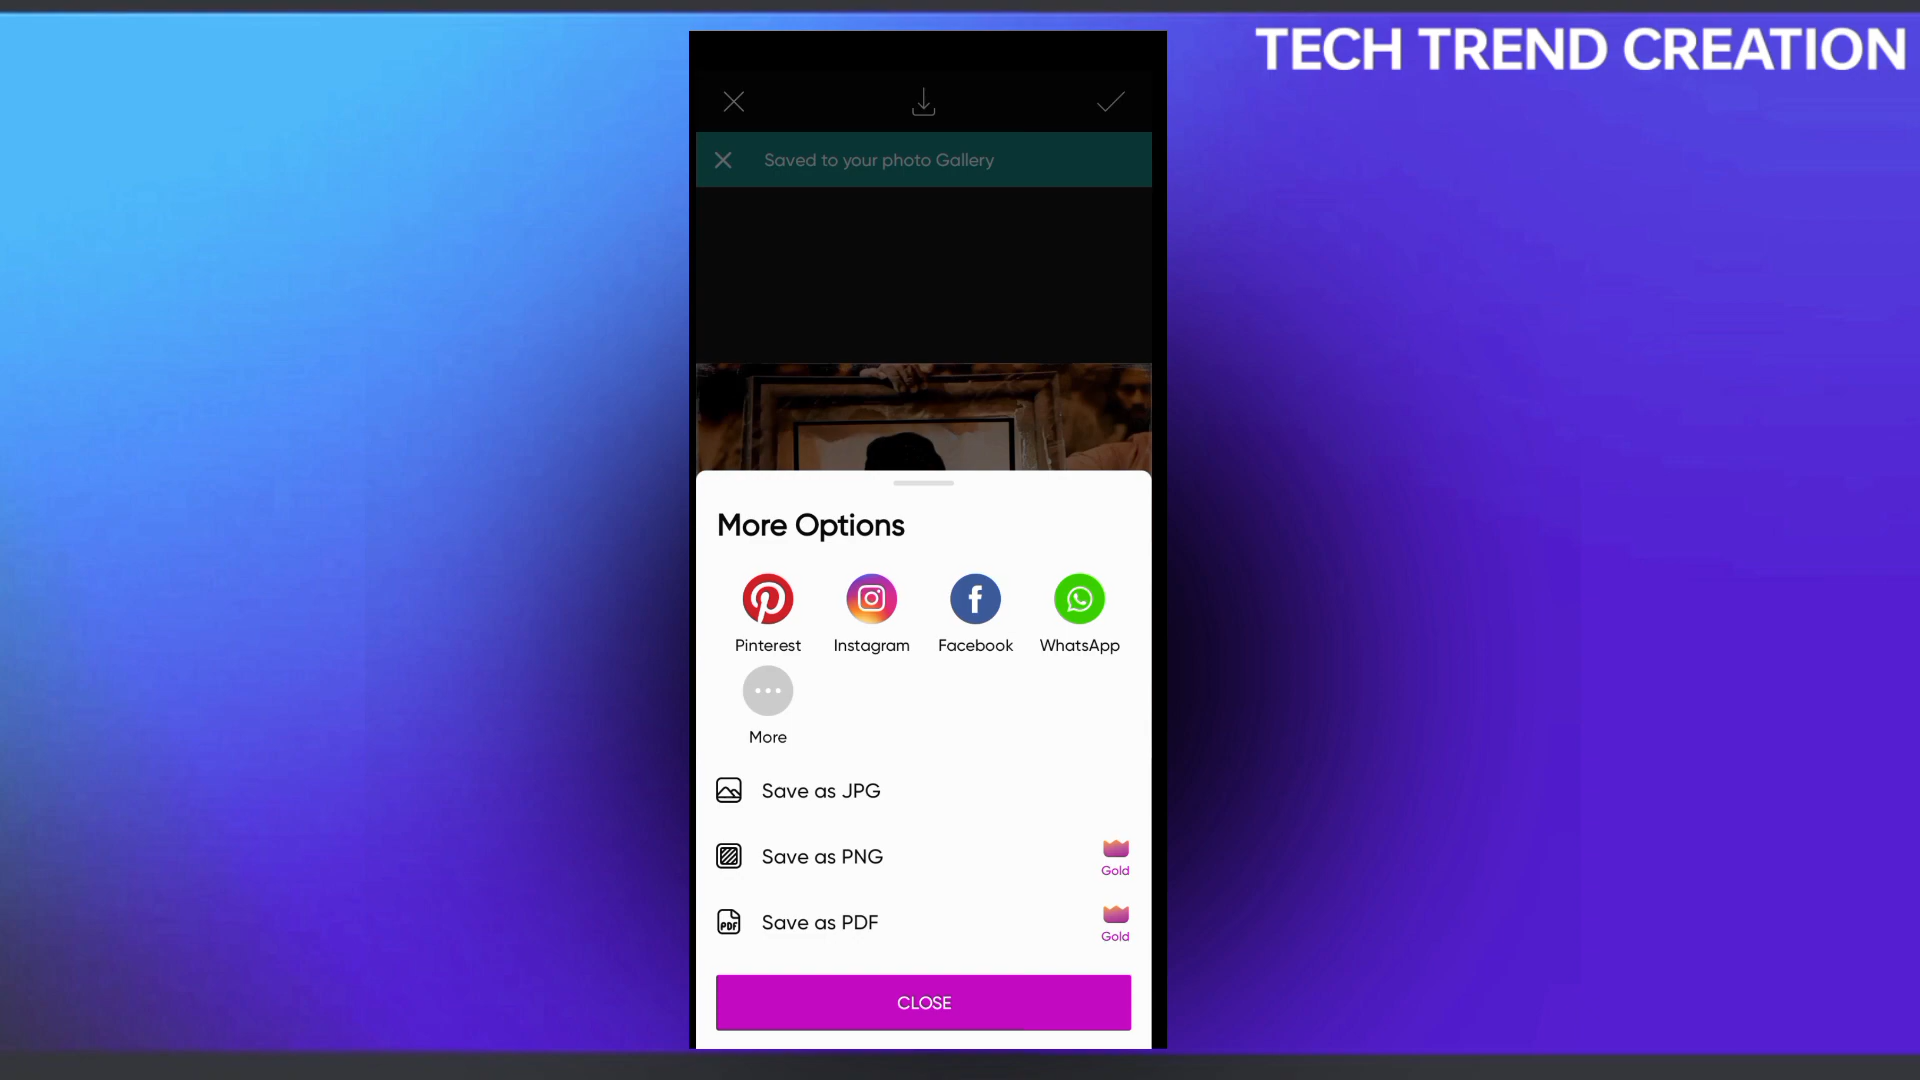 TECH TREND CREATION
Saved to your photo Gallery
More Options
Pinterest
Instagram
Facebook
WhatsApp
More
Save as JPG
Save as PNG
Gold
PDF
Save as PDF
Gold
CLOSE